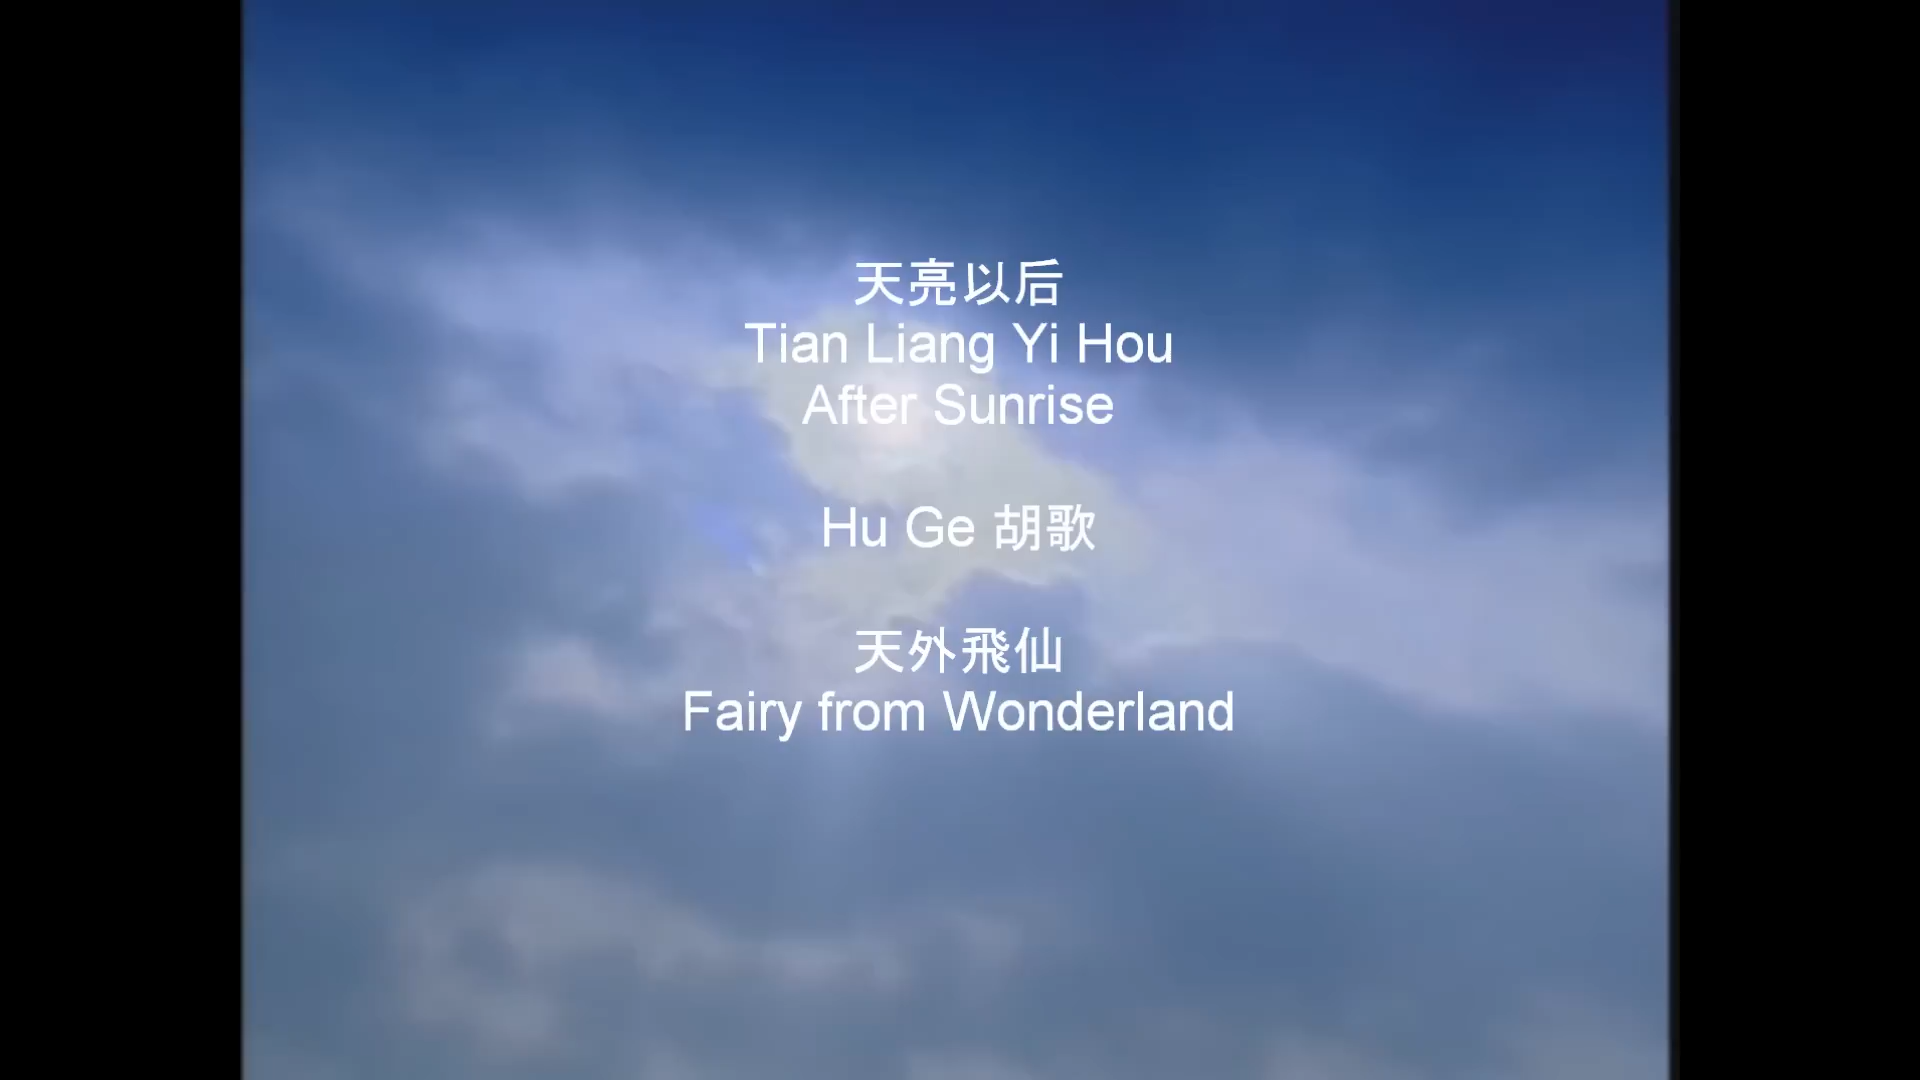 天亮以后
Tian Liang Yi Hou
After Sunrise
Hu Ge 胡歌
天外飛仙
Fairy from Wonderland